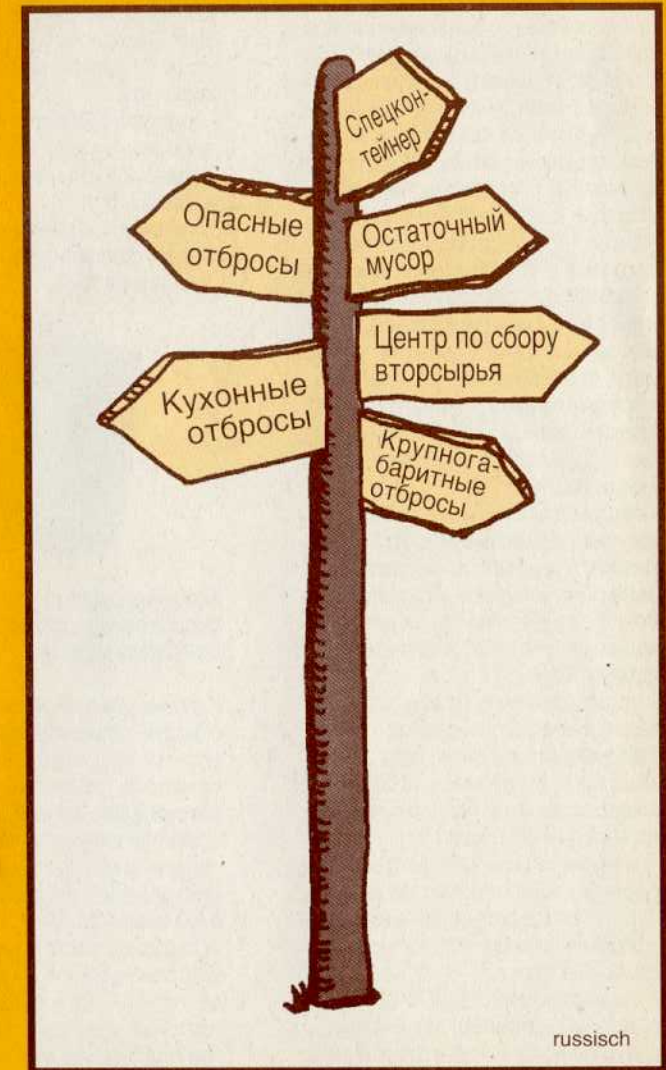 Спецкон-
тейнер
Опасные
отбросы
Остаточный
мусор
Центр по сбору
вторсырья
Кухонные
отбросы
Крупнога-
баритные
отбросы
russisch